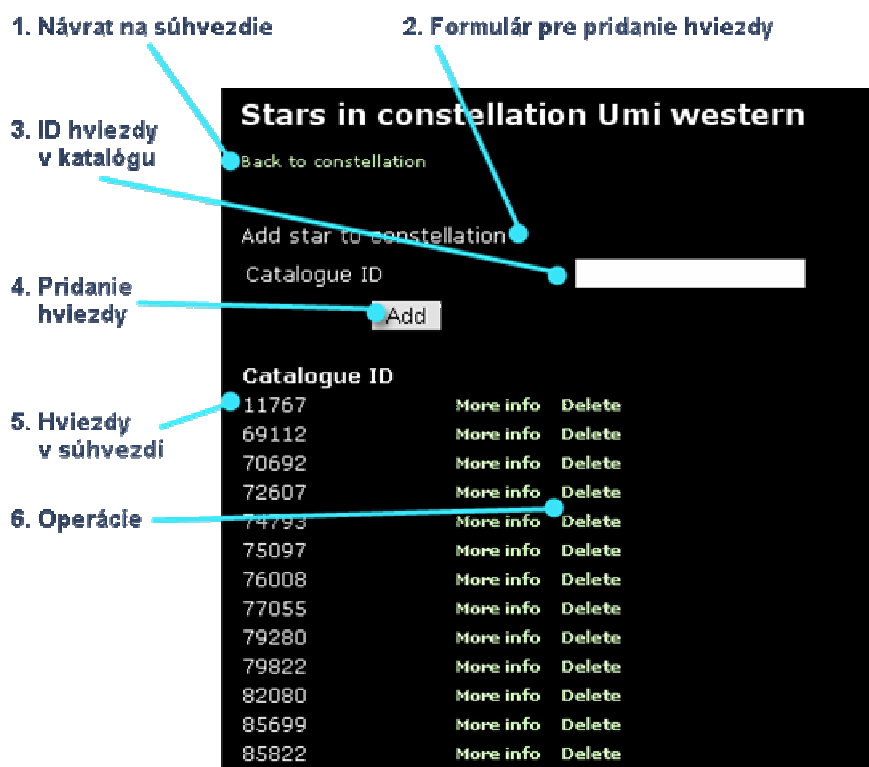 1. Návrat na súhvezdie
2. Formulár pre pridanie hviezdy
Stars in constellation Umi western
3. ID hviezdy
v katalógu
Back to constellation
Add star to constellation
Catalogue ID
4. Pridanie
hviezdy
Add
Catalogue ID
5. Hviezdy
v súhvezdí
11767 More info Delete
69112 More info Delete
70692 More info Delete
72607 More info Delete
6. Operácie
74793 More info Delete
75097 More info Delete
76008 More info Delete
77055 More info Delete
79280 More info Delete
79822 More info Delete
82080 More info Delete
85699 More info Delete
85822 More info Delete